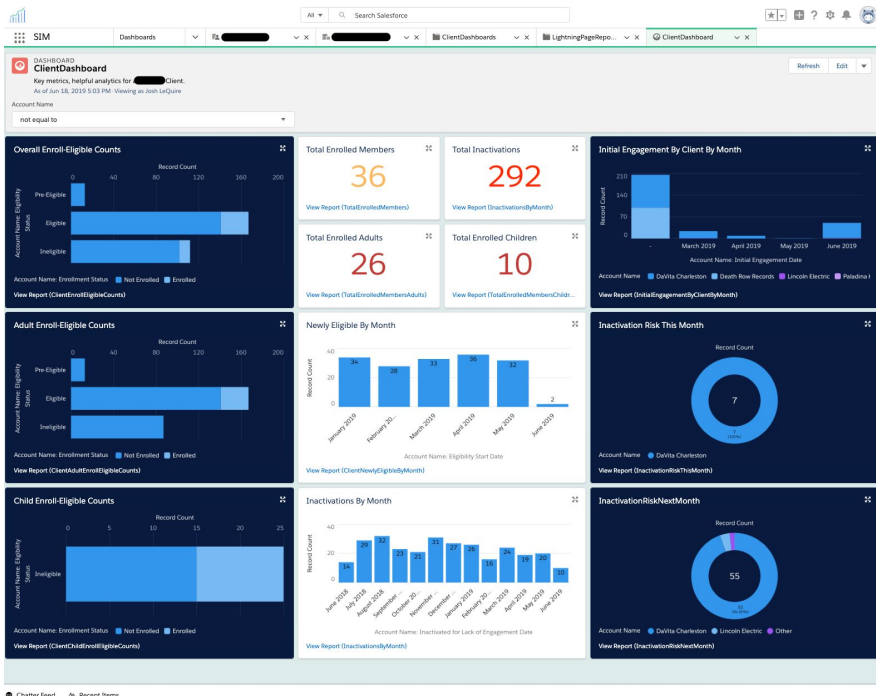 All
Search Salesforce
SIM
Dashboards
ClientDashboards
LightningPageRepo...
ClientDashboard
DASHBOARD
ClientDashboard
Key metrics, helpful analytics for Client.
As of Jun 18, 2019 5:03 PM·Viewing as Josh LeQuire
Refresh
Edit
Account Name
not equal to
Overall Enroll-Eligible Counts
Record Count
0 40 80 120 160 200
Account Name: Eligibility Status
Pre-Eligible
Eligible
Ineligible
Account Name: Enrollment Status Not Enrolled Enrolled
View Report (ClientEnrollEligibleCounts)
Total Enrolled Members
36
View Report (TotalEnrolledMembers)
Total Inactivations
292
View Report (InactivationsByMonth)
Total Enrolled Adults
26
View Report (TotalEnrolledMembersAdults)
Total Enrolled Children
10
View Report (TotalEnrolledMembersChildr...
Initial Engagement By Client By Month
Record Count
210
140
70
0
- March 2019 April 2019 May 2019 June 2019
Account Name: Initial Engagement Date
Account Name DaVita Charleston Death Row Records Lincoln Electric Paladina
View Report (InitialEngagementByClientByMonth)
Adult Enroll-Eligible Counts
Record Count
0 40 80 120 160 200
Account Name: Eligibility Status
Pre-Eligible
Eligible
Ineligible
Account Name: Enrollment Status Not Enrolled Enrolled
View Report (ClientAdultEnrollEligibleCounts)
Newly Eligible By Month
Record Count
40
20
0
34 28 33 36 32 2
January 2019 February 20... March 2019 April 2019 May 2019 June 2019
Account Name: Eligibility Start Date
View Report (ClientNewlyEligibleByMonth)
Inactivation Risk This Month
Record Count
7
7
(100%)
Account Name DaVita Charleston
View Report (InactivationRiskThisMonth)
Child Enroll-Eligible Counts
Record Count
0 5 10 15 20 25
Account Name: Eligibility Status
Ineligible
Account Name: Enrollment Status Not Enrolled Enrolled
View Report (ClientChildEnrollEligibleCounts)
Inactivations By Month
Record Count
40
20
0
14 29 32 23 21 31 27 26 16 24 19 20 10
June 2018 July 2018 August 2018 September ... October 20... November ... December ... January 2019 February 20... March 2019 April 2019 May 2019 June 2019
Account Name: Inactivated for Lack of Engagement Date
View Report (InactivationsByMonth)
InactivationRiskNextMonth
Record Count
55
52
Account Name DaVita Charleston Lincoln Electric Other
View Report (InactivationRiskNextMonth)
Chatter Feed Recent Items